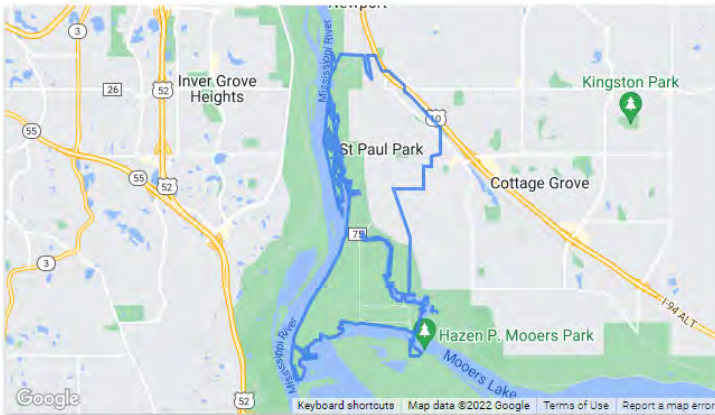 Newport
3
Mississippi River
Inver Grove
Heights
52
26
Kingston Park
10
55
St Paul Park
55
52
Cottage Grove
75
3
I-94 ALT
Mississippi River
Hazen P. Mooers Park
Mooers Lake
52
Google
Keyboard shortcuts
Map data ©2022 Google
Terms of Use
Report a map error